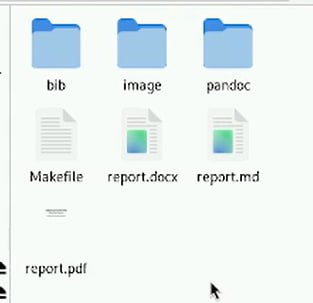 bib image pandoc
Makefile report.docx report.md
report.pdf